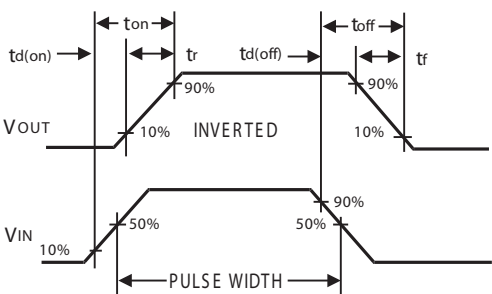 ton toff
td(on) tr td(off) tf
90% 90%
VOUT 10% INVERTED 10%
90%
VIN 10% 50% 50%
PULSE WIDTH